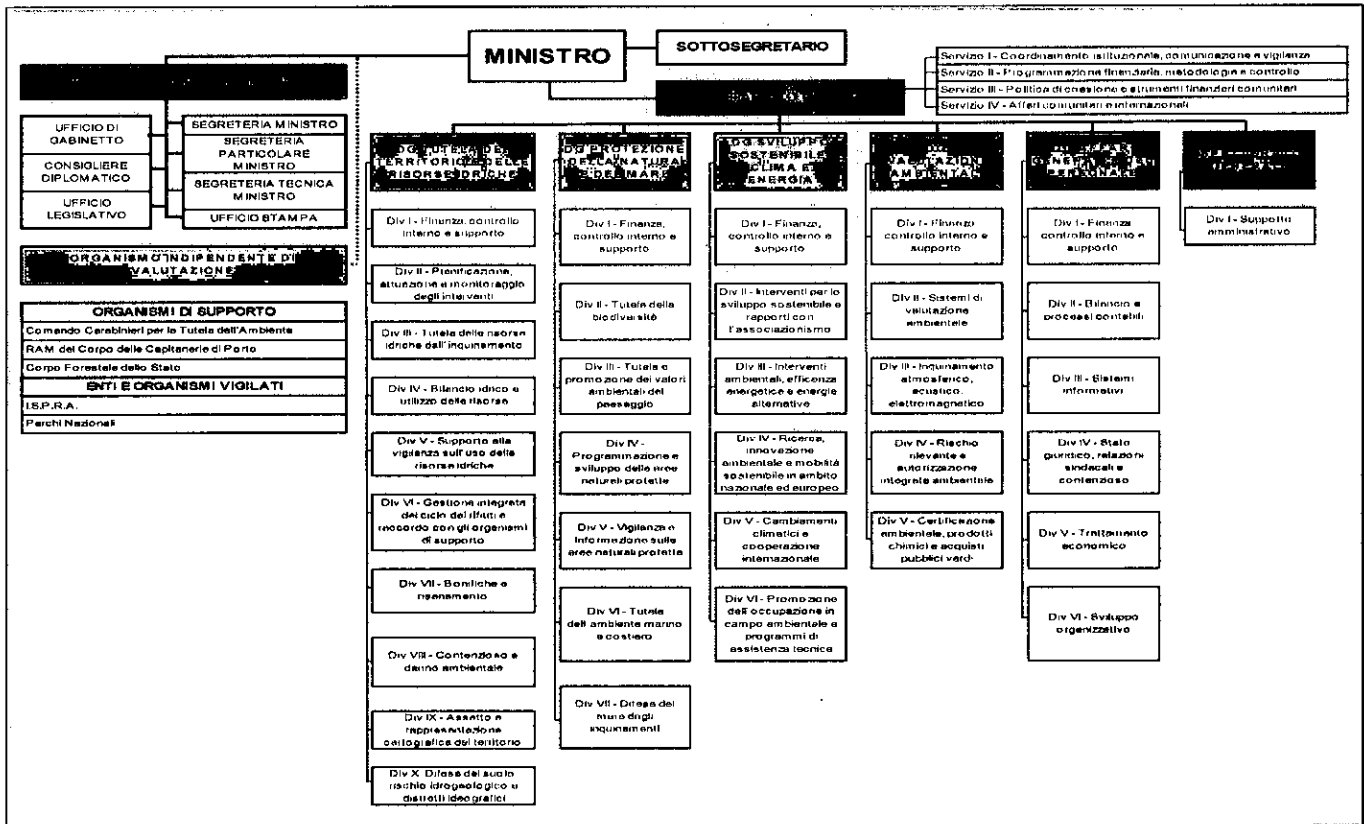 MINISTRO
SOTTOSEGRETARIO
Servizio I - Coordinamento istituzionale, comunicazione e vigilanza
Servizio II - Programmazione finanziaria, metodologia e controllo
Servizio III - Politica di coesione e strumenti finanziari comunitari
Servizio IV - Affari comunitari e internazionali
UFFICIO DI
GABINETTO
CONSIGLIERE
DIPLOMATICO
UFFICIO
LEGISLATIVO
SEGRETERIA MINISTRO
SEGRETERIA
PARTICOLARE
MINISTRO
SEGRETERIA TECNICA
MINISTRO
UFFICIO STAMPA
ORGANISMO INDIPENDENTE DI
VALUTAZIONE
ORGANISMI DI SUPPORTO
Comando Carabinieri per la Tutela dell'Ambiente
RAM del Corpo delle Capitanerie di Porto
Corpo Forestale dello Stato
ENTI E ORGANISMI VIGILATI
I.S.P.R.A.
Parchi Nazionali
DG TUTELA DEL
TERRITORIO E DELLE
RISORSE IDRICHE
Div I - Finanza, controllo
interno e supporto
Div II - Pianificazione,
attuazione e monitoraggio
degli interventi
Div III - Tutela delle risorse
idriche dall'inquinamento
Div IV - Bilancio idrico e
utilizzo delle risorse
Div V - Supporto alla
vigilanza sull'uso delle
risorse idriche
Div VI - Gestione integrata
del ciclo dei rifiuti e
raccordo con gli organismi
di supporto
Div VII - Bonifiche e
risanamento
Div VIII - Contenzioso e
danno ambientale
Div IX - Assetto e
rappresentazione
cartografica del territorio
Div X Difesa del suolo
rischio idrogeologico e
distretti ideografici
DG PROTEZIONE
DELLA NATURA
E DEL MARE
Div I - Finanza,
controllo interno e
supporto
Div II - Tutela della
biodiversità
Div III - Tutela e
promozione dei valori
ambientali del
paesaggio
Div IV -
Programmazione e
sviluppo delle aree
naturali protette
Div V - Vigilanza e
Informazione sulle
aree naturali protette
Div VI - Tutela
dell'ambiente marino
e costiero
Div VII - Difesa del
mare dagli
inquinamenti
DG SVILUPPO
SOSTENIBILE
CLIMA E
ENERGIA
Div I - Finanza,
controllo interno e
supporto
Div II - Interventi per lo
sviluppo sostenibile e
rapporti con
l'associazionismo
Div III - Interventi
ambientali, efficenza
energetica e energie
alternative
Div IV - Ricerca,
innovazione
ambientale e mobilità
sostenibile in ambito
nazionale ed europeo
Div V - Cambiamenti
climatici e
cooperazione
internazionale
Div VI - Promozione
dell'occupazione in
campo ambientale e
programmi di
assistenza tecnica
VALUTAZIONI
AMBIENTALI
Div I - Finanza
controllo interno e
supporto
Div II - Sistemi di
valutazione
ambientale
Div III - Inquinamento
atmosferico,
acustico,
elettromagnetico
Div IV - Rischio
rilevante e
autorizzazione
integrata ambientale
Div V - Certificazione
ambientale, prodotti
chimici e acquisti
pubblici verdi
PERSONALE
Div I - Finanza
controllo interno e
supporto
Div II - Bilancio e
processi contabili
Div III - Sistemi
informativi
Div IV - Stato
giuridico, relazioni
sindacali e
contenzioso
Div V - Trattamento
economico
Div VI - Sviluppo
organizzativo
Div I - Supporto
amministrativo